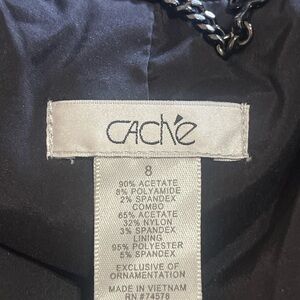 CACHé
8
90% ACETATE
8% POLYAMIDE
2% SPANDEX
COMBO
65% ACETATE
32% NYLON
3% SPANDEX
LINING
95% POLYESTER
5% SPANDEX
EXCLUSIVE OF
ORNAMENTATION
MADE IN VIETNAM
RN #74578